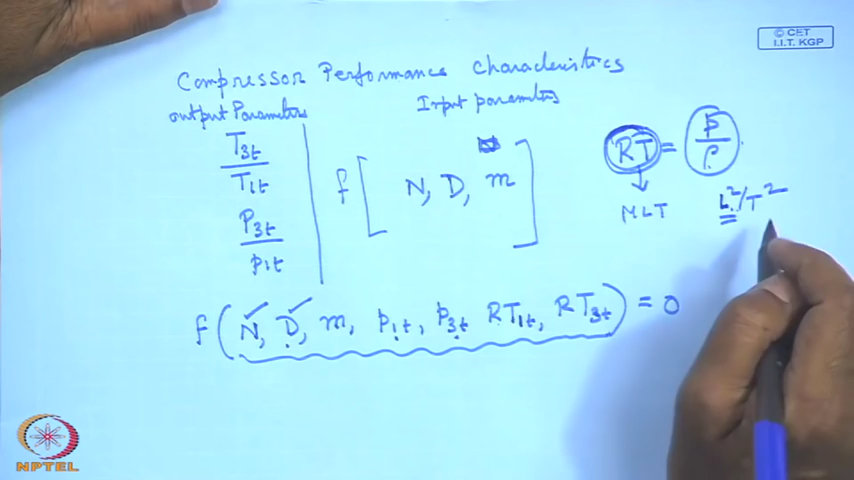 © CET
I.I.T. KGP
Compressor Performance Characteristics
output Parameters
Input parameters
T3t
T1t
P3t
p1t
f [ N, D, m ]
RT = p/ρ
MLT
L²/T²
f ( N, D, m, p1t, p3t RT1t, RT3t ) = 0
NPTEL